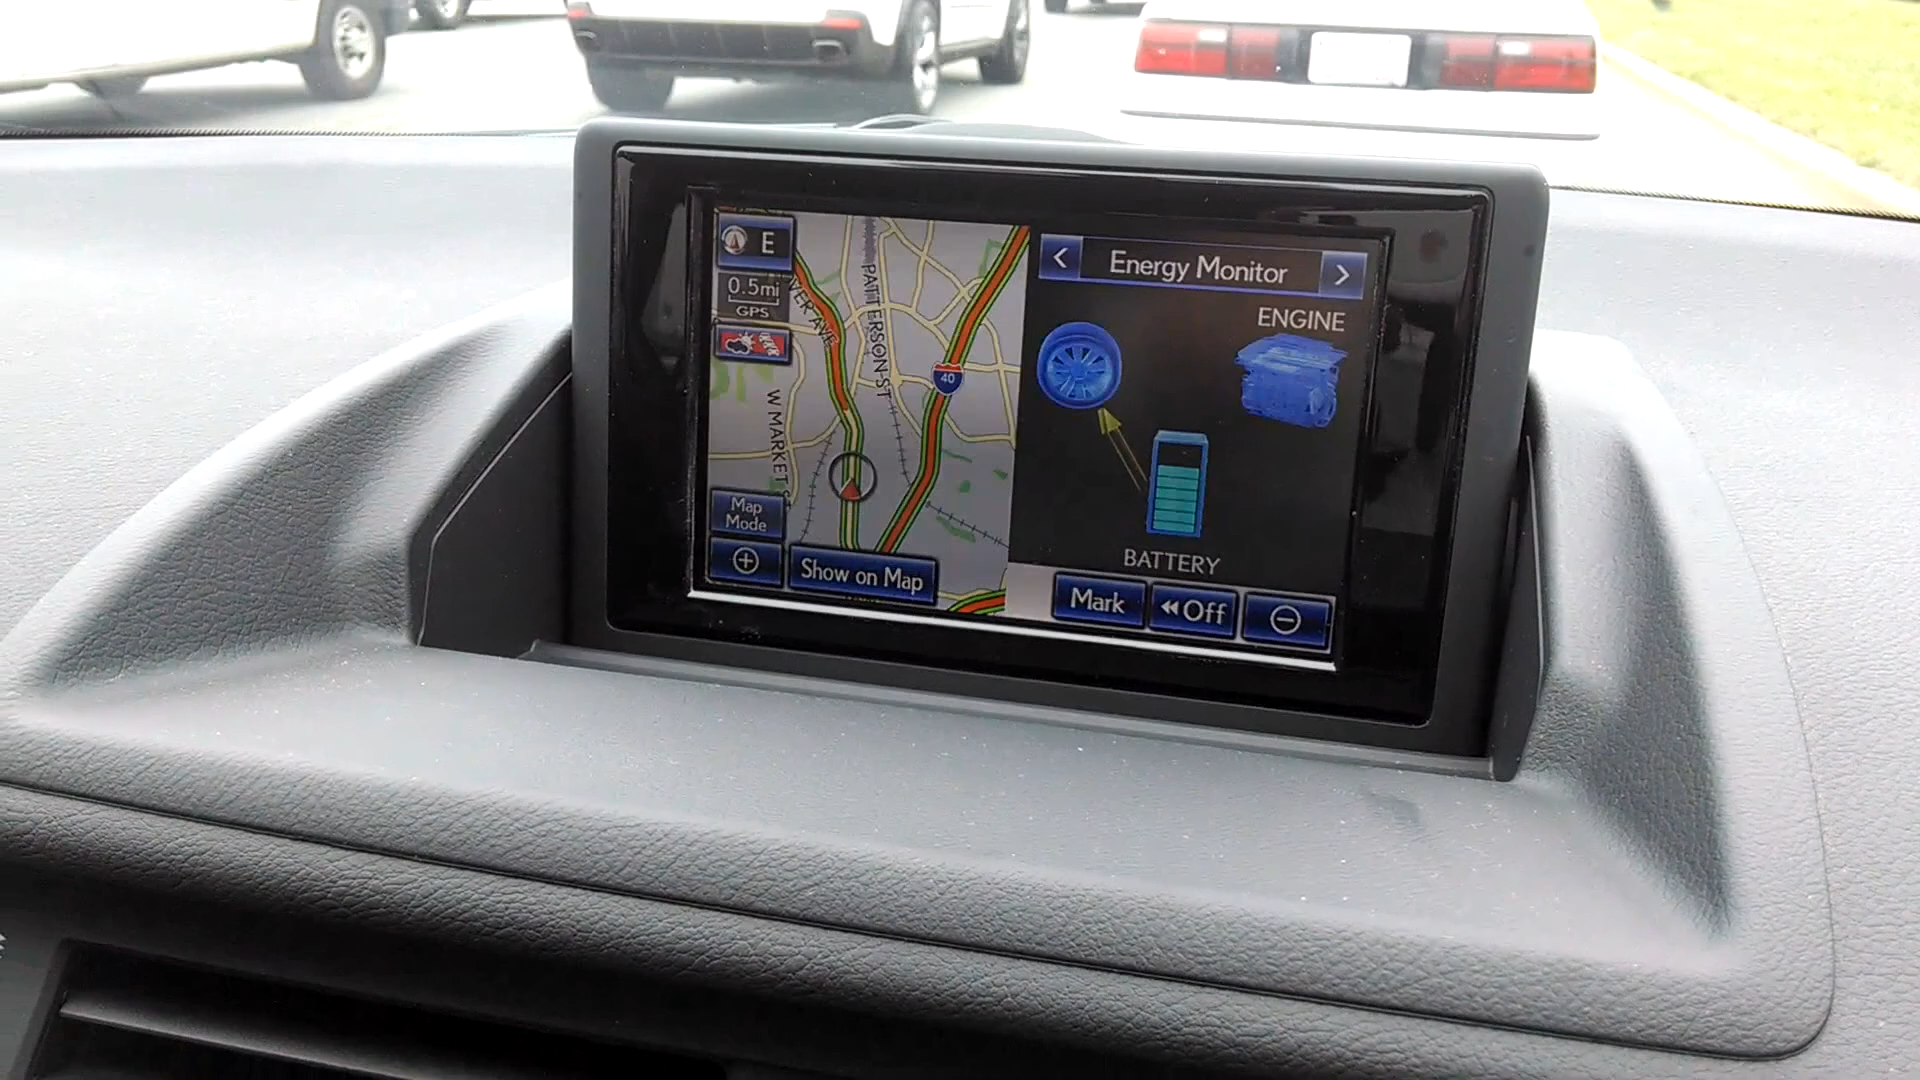 E
0.5mi
GPS
PATTERSON ST
40
W MARKET
Map
Mode
Show on Map
Energy Monitor
ENGINE
BATTERY
Mark
Off